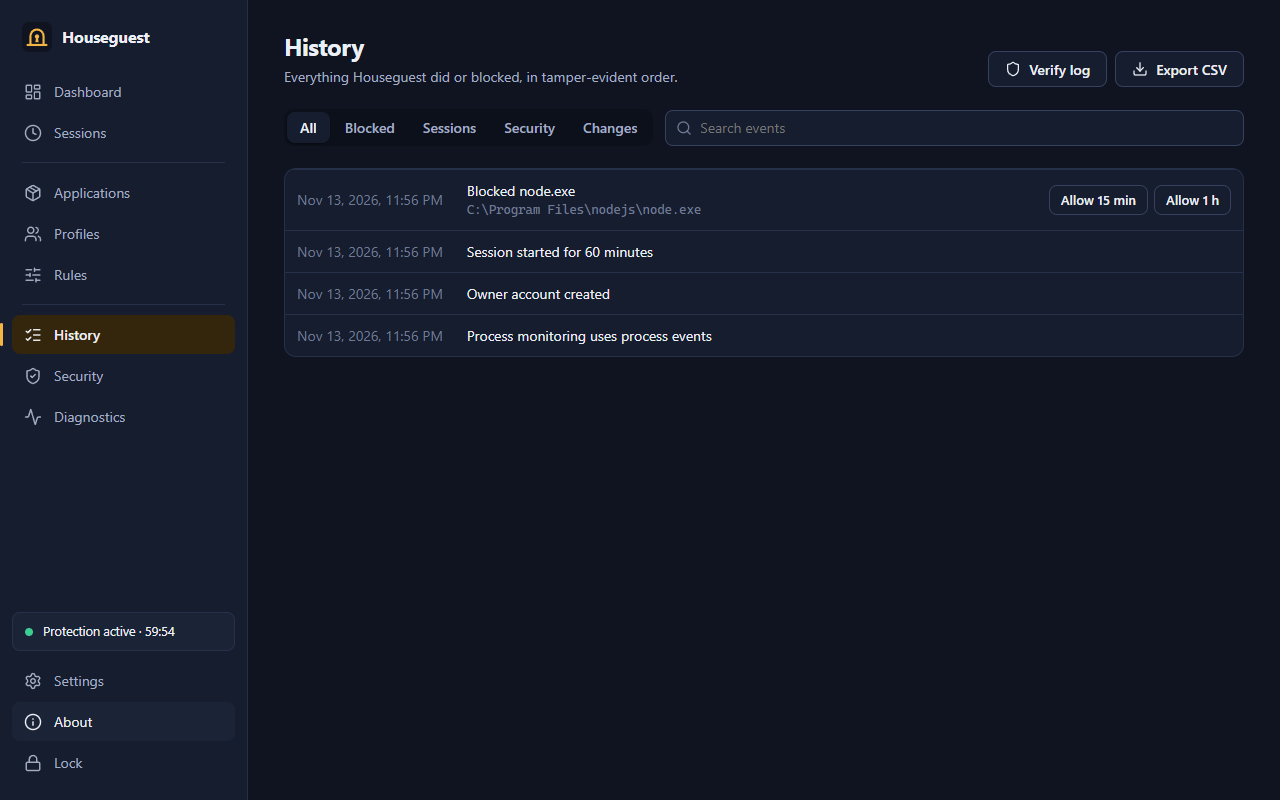 Houseguest
Dashboard
Sessions
Applications
Profiles
Rules
History
Security
Diagnostics
Protection active · 59:54
Settings
About
Lock
History
Everything Houseguest did or blocked, in tamper-evident order.
Verify log
Export CSV
All Blocked Sessions Security Changes
Search events
Nov 13, 2026, 11:56 PM Blocked node.exe
C:\Program Files\nodejs\node.exe
Allow 15 min Allow 1 h
Nov 13, 2026, 11:56 PM Session started for 60 minutes
Nov 13, 2026, 11:56 PM Owner account created
Nov 13, 2026, 11:56 PM Process monitoring uses process events